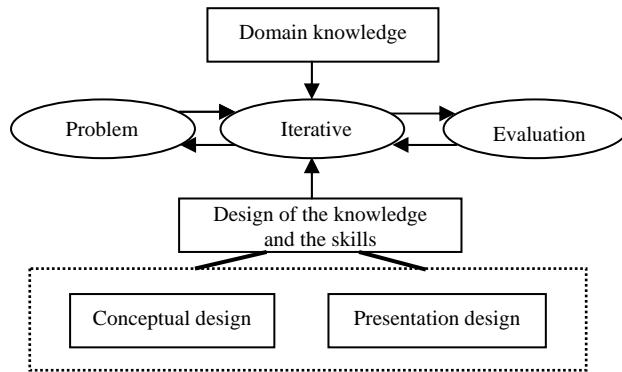 Domain knowledge
Problem
Iterative
Evaluation
Design of the knowledge
and the skills
Conceptual design
Presentation design